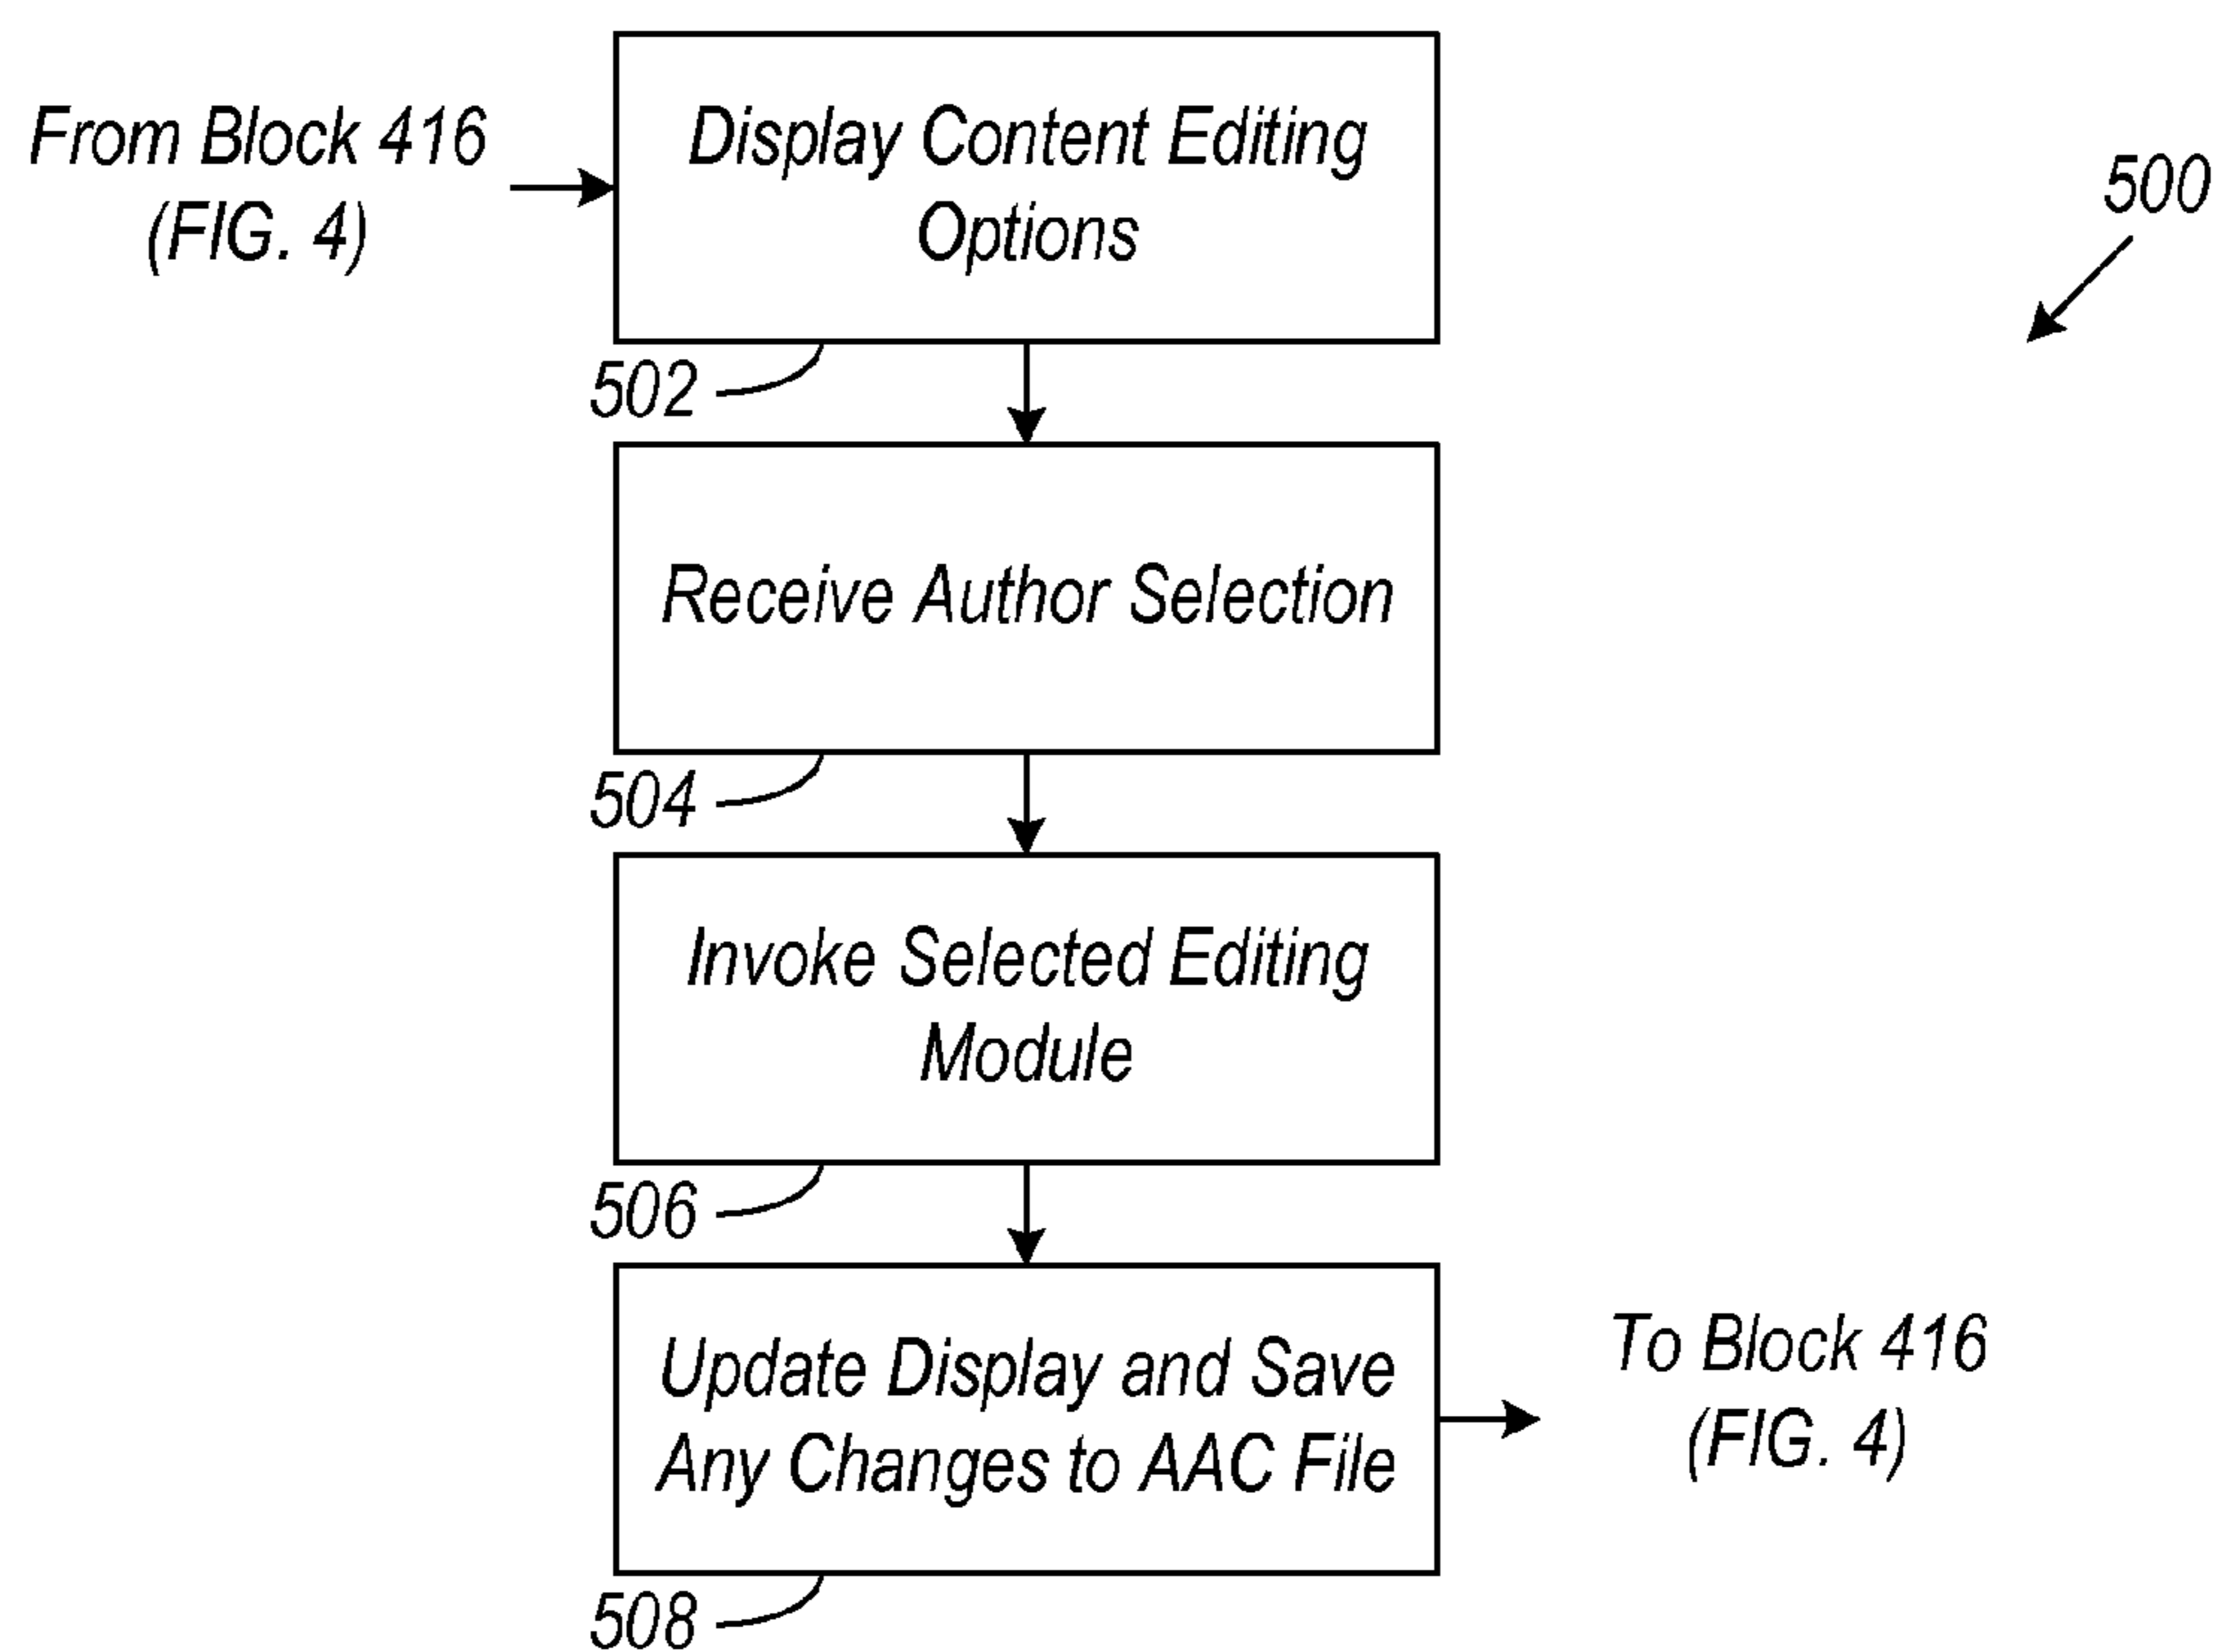 From Block 416
(FIG. 4)
Display Content Editing
Options
500
502
Receive Author Selection
504
Invoke Selected Editing
Module
506
Update Display and Save
Any Changes to AAC File
To Block 416
(FIG. 4)
508